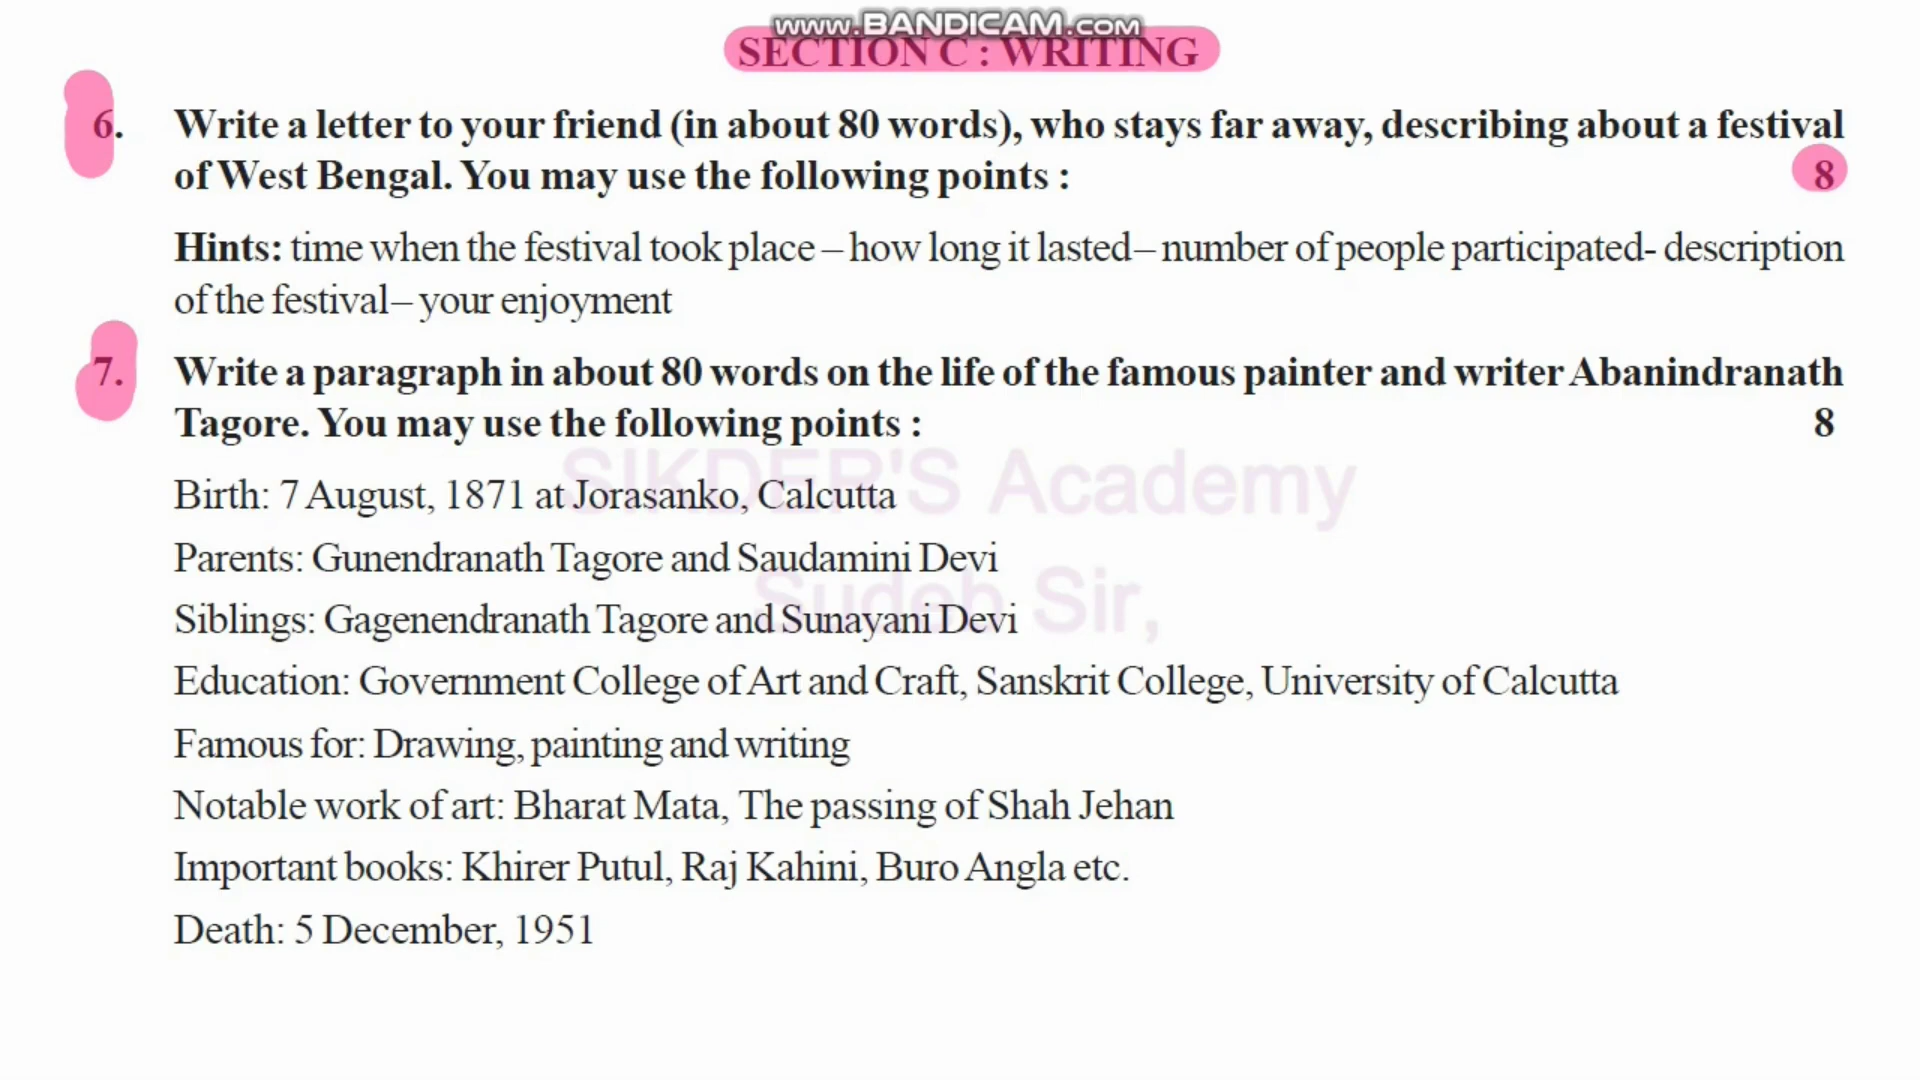 www.BANDICAM.com
SECTION C : WRITING
6. Write a letter to your friend (in about 80 words), who stays far away, describing about a festival
of West Bengal. You may use the following points : 8
Hints: time when the festival took place – how long it lasted– number of people participated- description
of the festival– your enjoyment
7. Write a paragraph in about 80 words on the life of the famous painter and writer Abanindranath
Tagore. You may use the following points : 8
SIKDER'S Academy
Birth: 7 August, 1871 at Jorasanko, Calcutta
Parents: Gunendranath Tagore and Saudamini Devi
Sudeb Sir,
Siblings: Gagenendranath Tagore and Sunayani Devi
Education: Government College of Art and Craft, Sanskrit College, University of Calcutta
Famous for: Drawing, painting and writing
Notable work of art: Bharat Mata, The passing of Shah Jehan
Important books: Khirer Putul, Raj Kahini, Buro Angla etc.
Death: 5 December, 1951